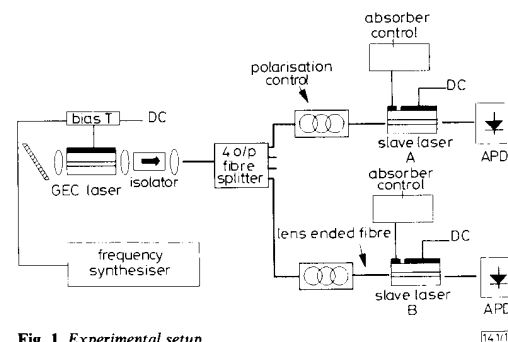 absorber
control
polarisation
control
DC
bias T
DC
slave laser
A
APD
GEC laser
isolator
4 o/p
fibre
splitter
absorber
control
lens ended fibre
DC
frequency
synthesiser
slave laser
B
APD
Fig. 1 Experimental setup